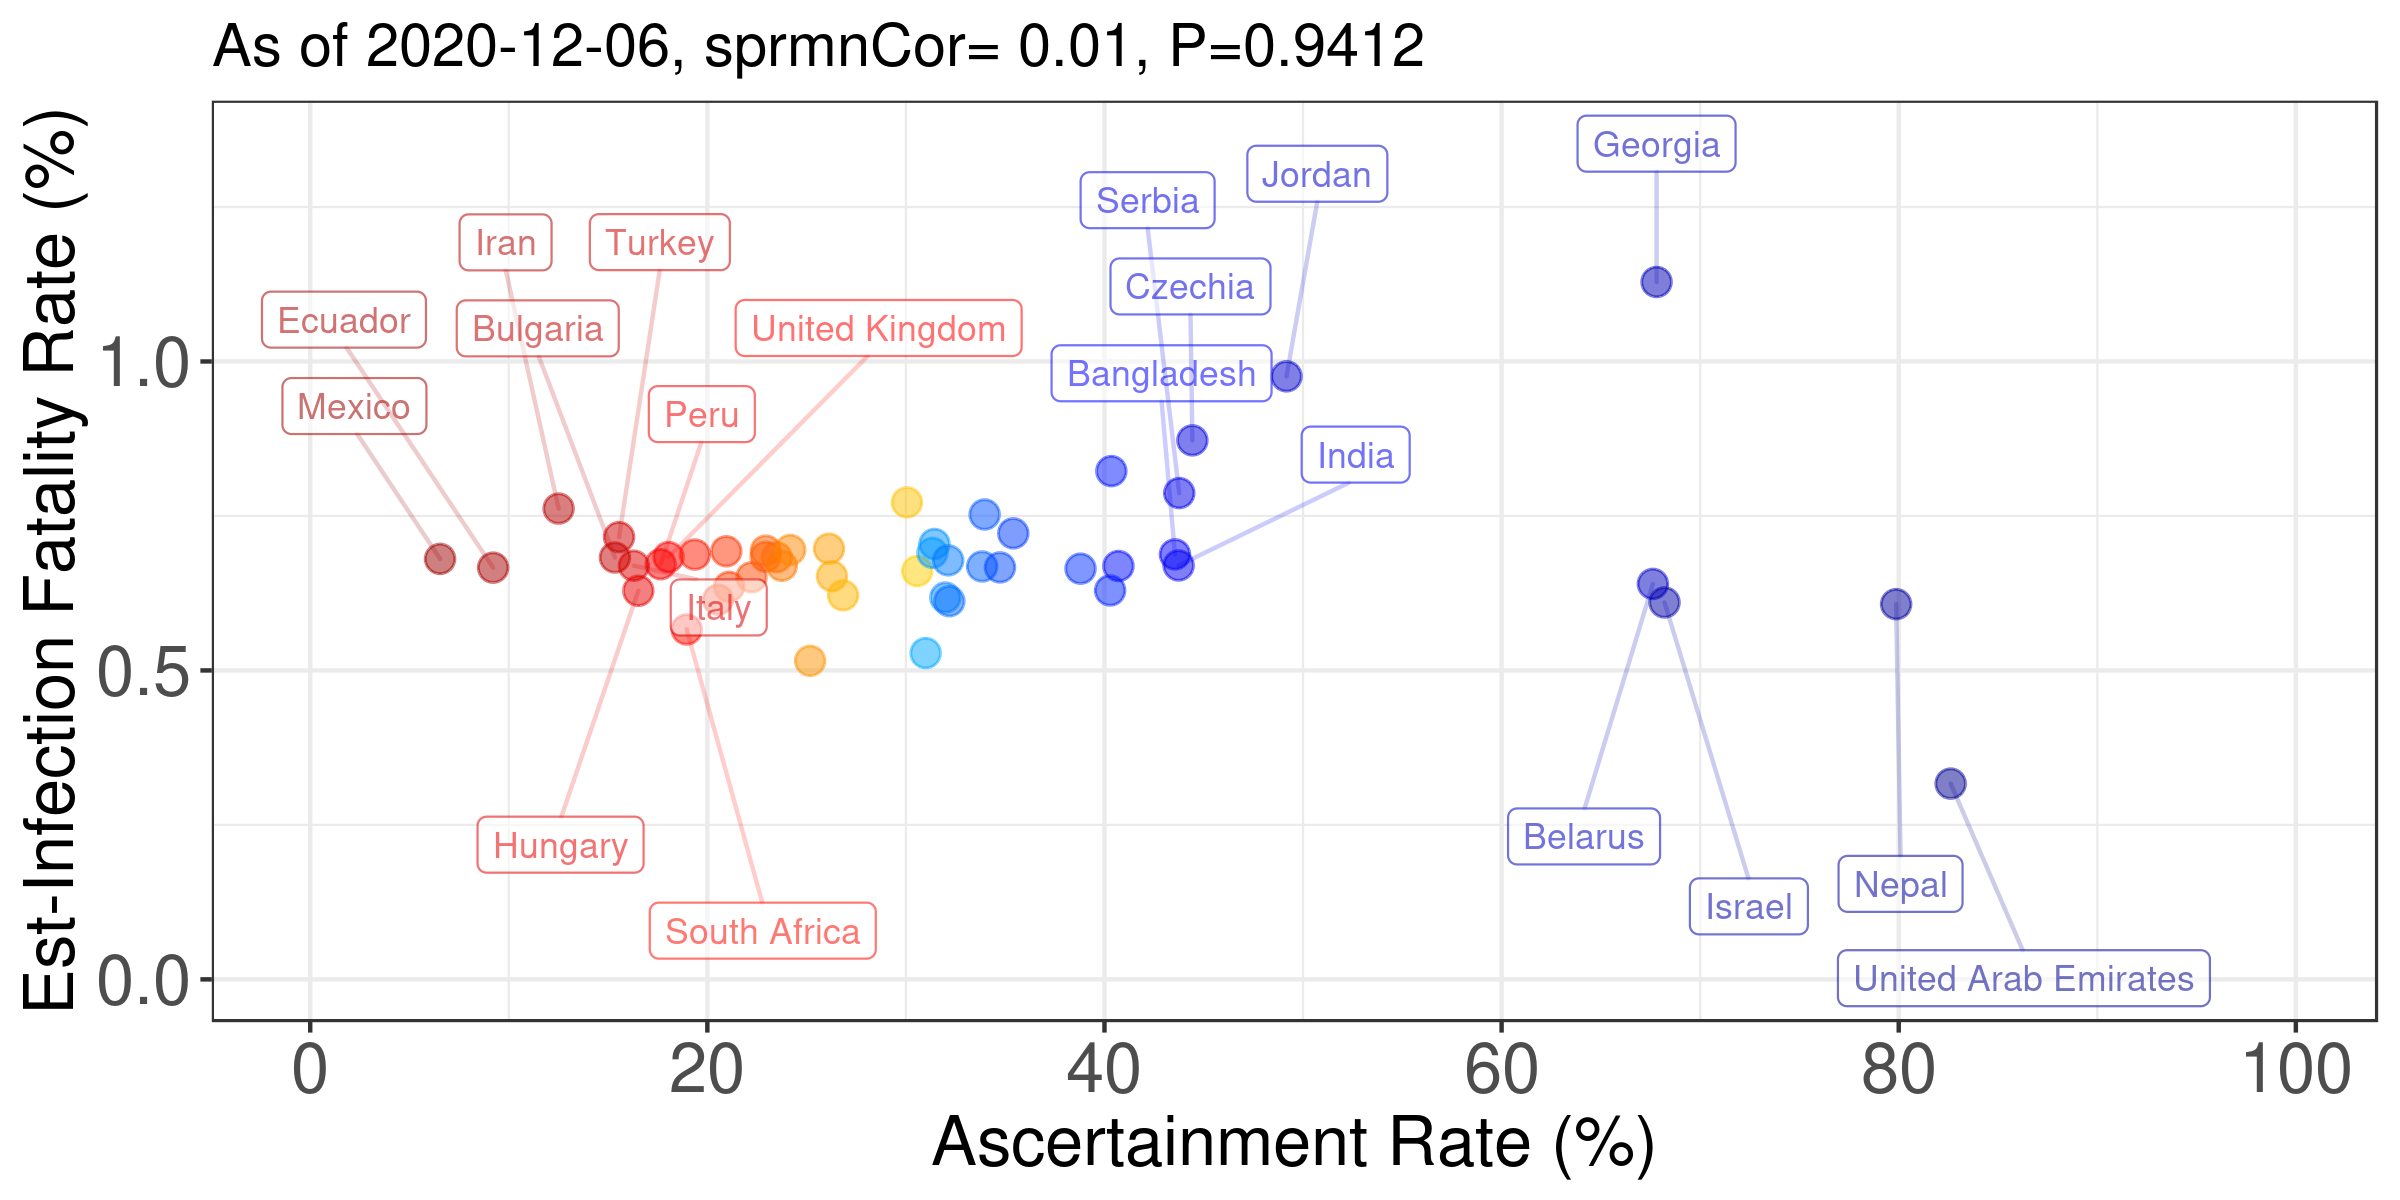 As of 2020-12-06, sprmnCor= 0.01, P=0.9412
Est-Infection Fatality Rate (%)
1.0
0.5
0.0
Georgia
Jordan
Serbia
Iran
Turkey
Czechia
Ecuador
Bulgaria
United Kingdom
Bangladesh
Mexico
Peru
India
Italy
Belarus
Hungary
Nepal
Israel
South Africa
United Arab Emirates
0 20 40 60 80 100
Ascertainment Rate (%)